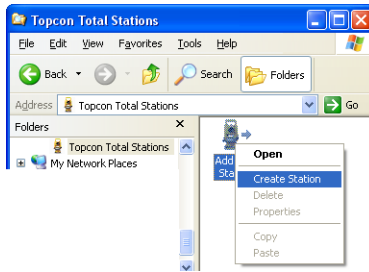 Topcon Total Stations
File Edit View Favorites Tools Help
Back Search Folders
Address Topcon Total Stations Go
Folders
Topcon Total Stations
My Network Places
Add
Sta
Open
Create Station
Delete
Properties
Copy
Paste